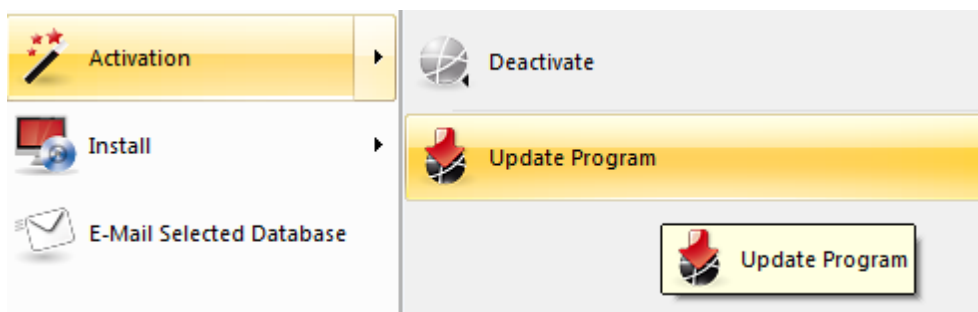 Activation
Deactivate
Install
Update Program
E-Mail Selected Database
Update Program